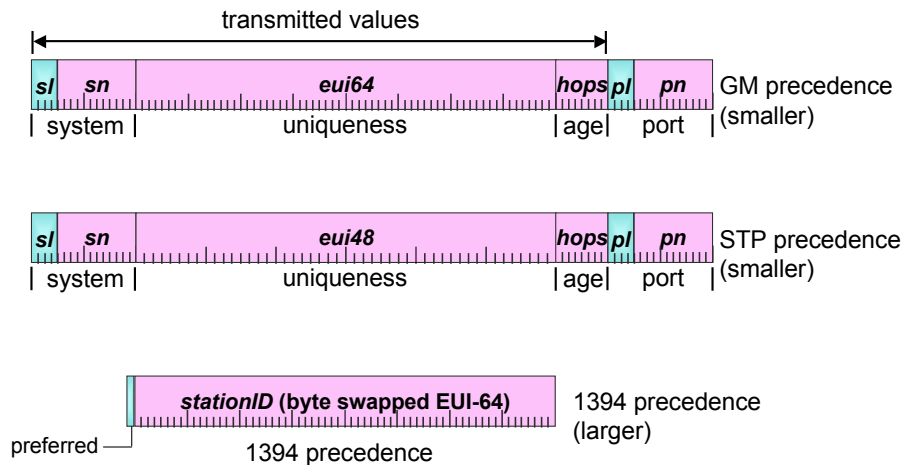 transmitted values
sl sn eui64 hops pl pn GM precedence
(smaller)
system uniqueness age port
sl sn eui48 hops pl pn STP precedence
(smaller)
system uniqueness age port
stationID (byte swapped EUI-64) 1394 precedence
(larger)
preferred 1394 precedence